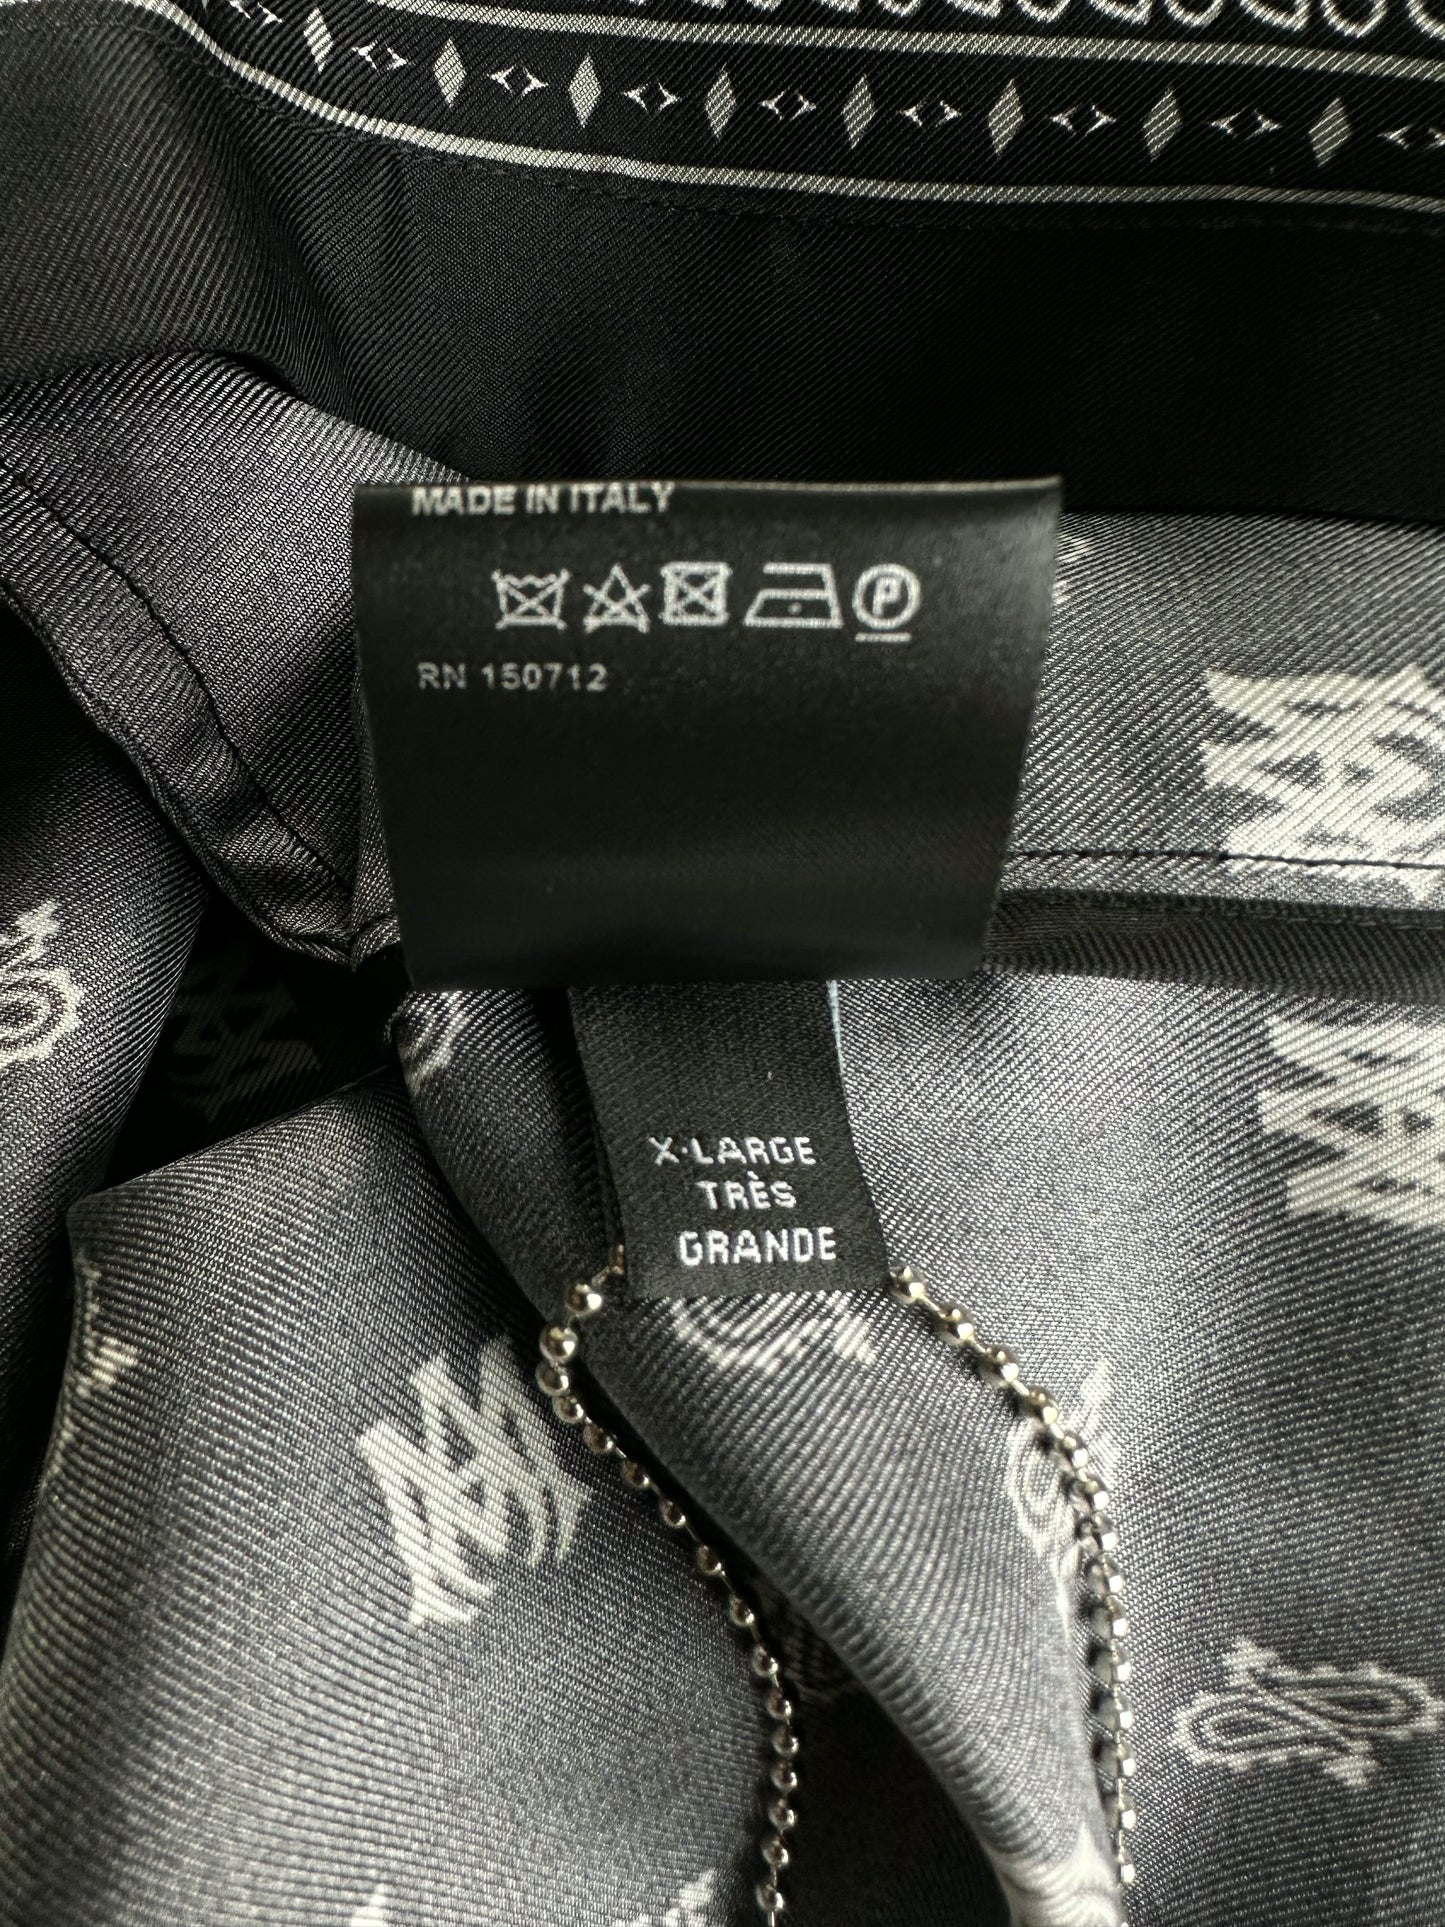 MADE IN ITALY
P
RN 150712
X-LARGE
TRÈS
GRANDE